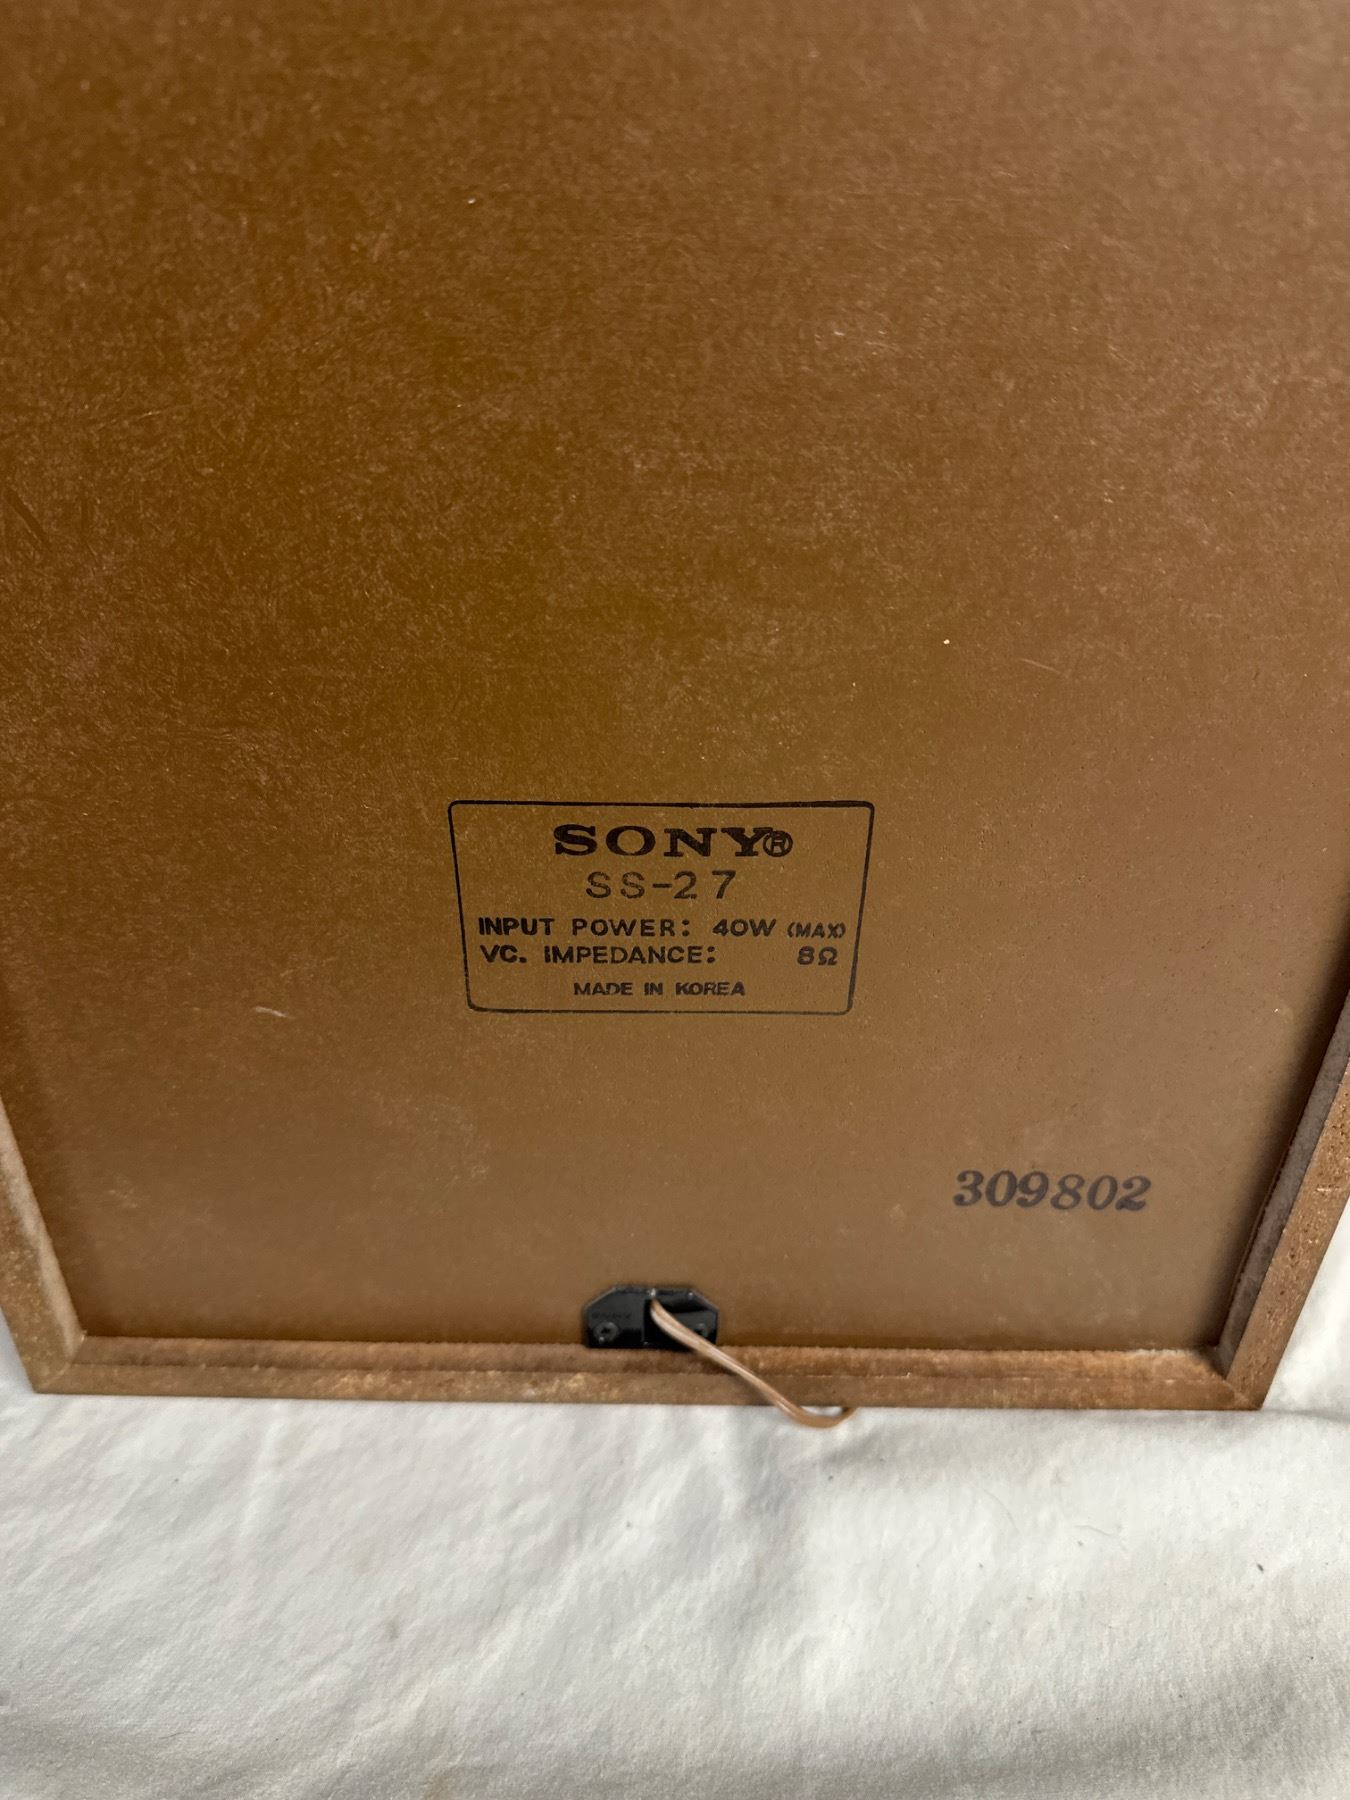 SONY®
SS-27
INPUT POWER: 40W (MAX)
VC. IMPEDANCE: 8Ω
MADE IN KOREA
309802